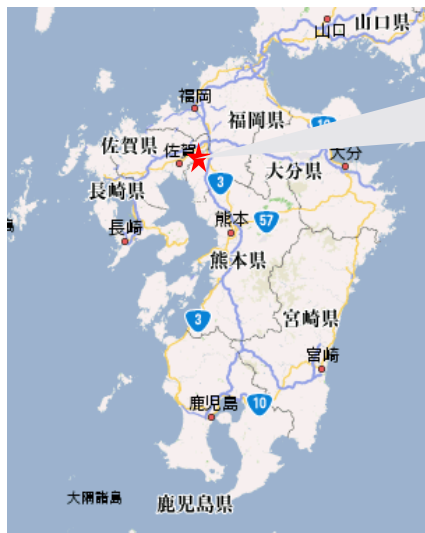 山口県
山口
福岡
福岡県
10
佐賀県
佐賀
大分
大分県
3
長崎県
長崎
熊本
57
熊本県
島
3
宮崎県
宮崎
鹿児島
10
大隅諸島
鹿児島県